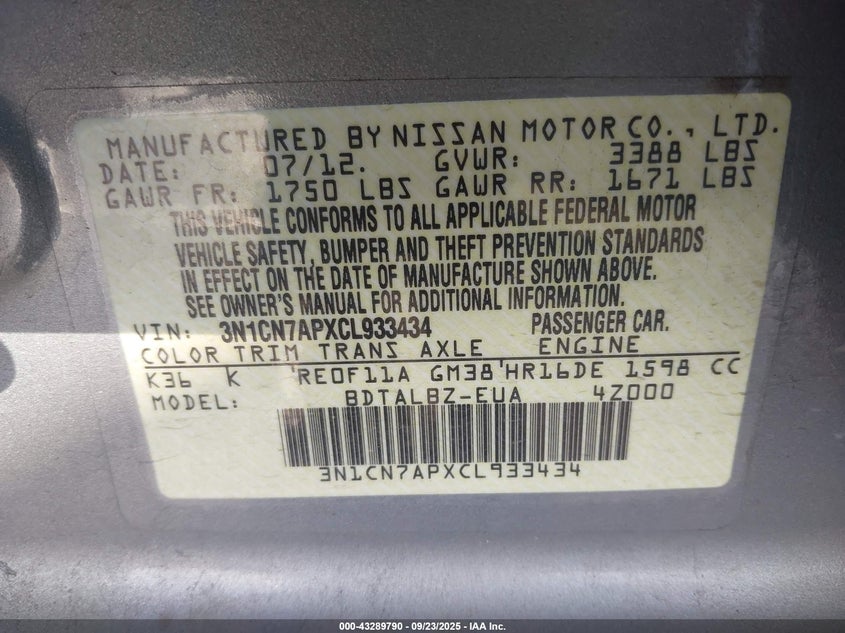 MANUFACTURED BY NISSAN MOTOR CO., LTD.
DATE: 07/12. GVWR: 3388 LBS
GAWR FR: 1750 LBS GAWR RR: 1671 LBS
THIS VEHICLE CONFORMS TO ALL APPLICABLE FEDERAL MOTOR
VEHICLE SAFETY, BUMPER AND THEFT PREVENTION STANDARDS
IN EFFECT ON THE DATE OF MANUFACTURE SHOWN ABOVE.
SEE OWNER'S MANUAL FOR ADDITIONAL INFORMATION.
VIN: 3N1CN7APXCL933434 PASSENGER CAR.
COLOR TRIM TRANS AXLE ENGINE
K36 K 'RE0F11A GM38'HR16DE 1598 CC
MODEL: BDTALBZ-EUA 4Z000
3N1CN7APXCL933434
000-43289790 - 09/23/2025 - IAA Inc.